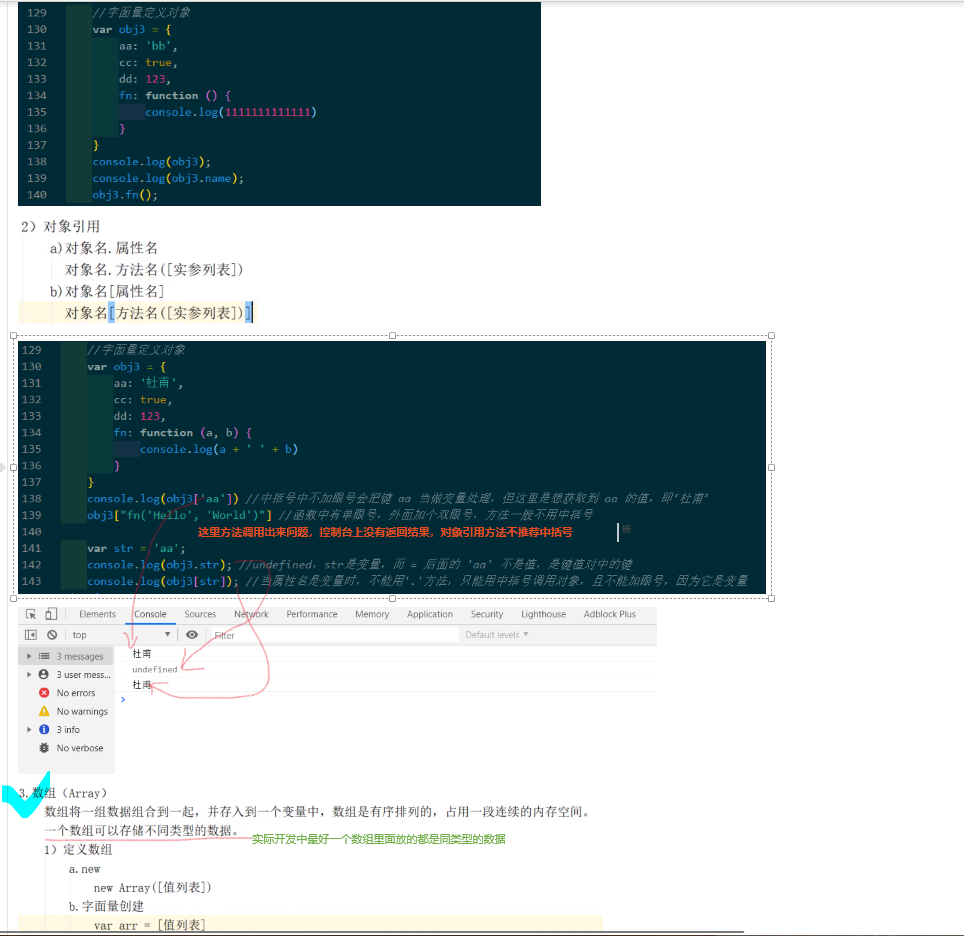 129 //字面量定义对象
130 var obj3 = {
131 aa: 'bb',
132 cc: true,
133 dd: 123,
134 fn: function () {
135 console.log(1111111111111)
136 }
137 }
138 console.log(obj3);
139 console.log(obj3.name);
140 obj3.fn();
2) 对象引用
a)对象名.属性名
对象名.方法名([实参列表])
b)对象名[属性名]
对象名[方法名([实参列表])]
129 //字面量定义对象
130 var obj3 = {
131 aa: '杜甫',
132 cc: true,
133 dd: 123,
134 fn: function (a, b) {
135 console.log(a + ' ' + b)
136 }
137 }
138 console.log(obj3['aa']) //中括号中不加眼号会把键 aa 当做变量处理，但这里是想获取到 aa 的值，即'杜甫'
139 obj3["fn('Hello', 'World')"] //函数中有单眼号，外面加个双眼号，方法一般不用中括号
140 这里方法调用出来问题，控制台上没有返回结果，对象引用方法不推荐中括号
141 var str = 'aa';
142 console.log(obj3.str); //undefined，str是变量，而 = 后面的 'aa' 不是值，是键值对中的键
143 console.log(obj3[str]); //当属性名是变量时，不能用'.'方法，只能用中括号调用对象，且不能加眼号，因为它是变量
Elements Console Sources Network Performance Memory Application Security Lighthouse Adblock Plus
top Filter Default levels
3 messages
3 user mess...
No errors
No warnings
3 info
No verbose
杜甫
undefined
杜甫
3.数组（Array）
数组将一组数据组合到一起，并存入到一个变量中，数组是有序排列的，占用一段连续的内存空间。
一个数组可以存储不同类型的数据。
实际开发中最好一个数组里面放的都是同类型的数据
1) 定义数组
a.new
new Array([值列表])
b.字面量创建
var arr = [值列表]